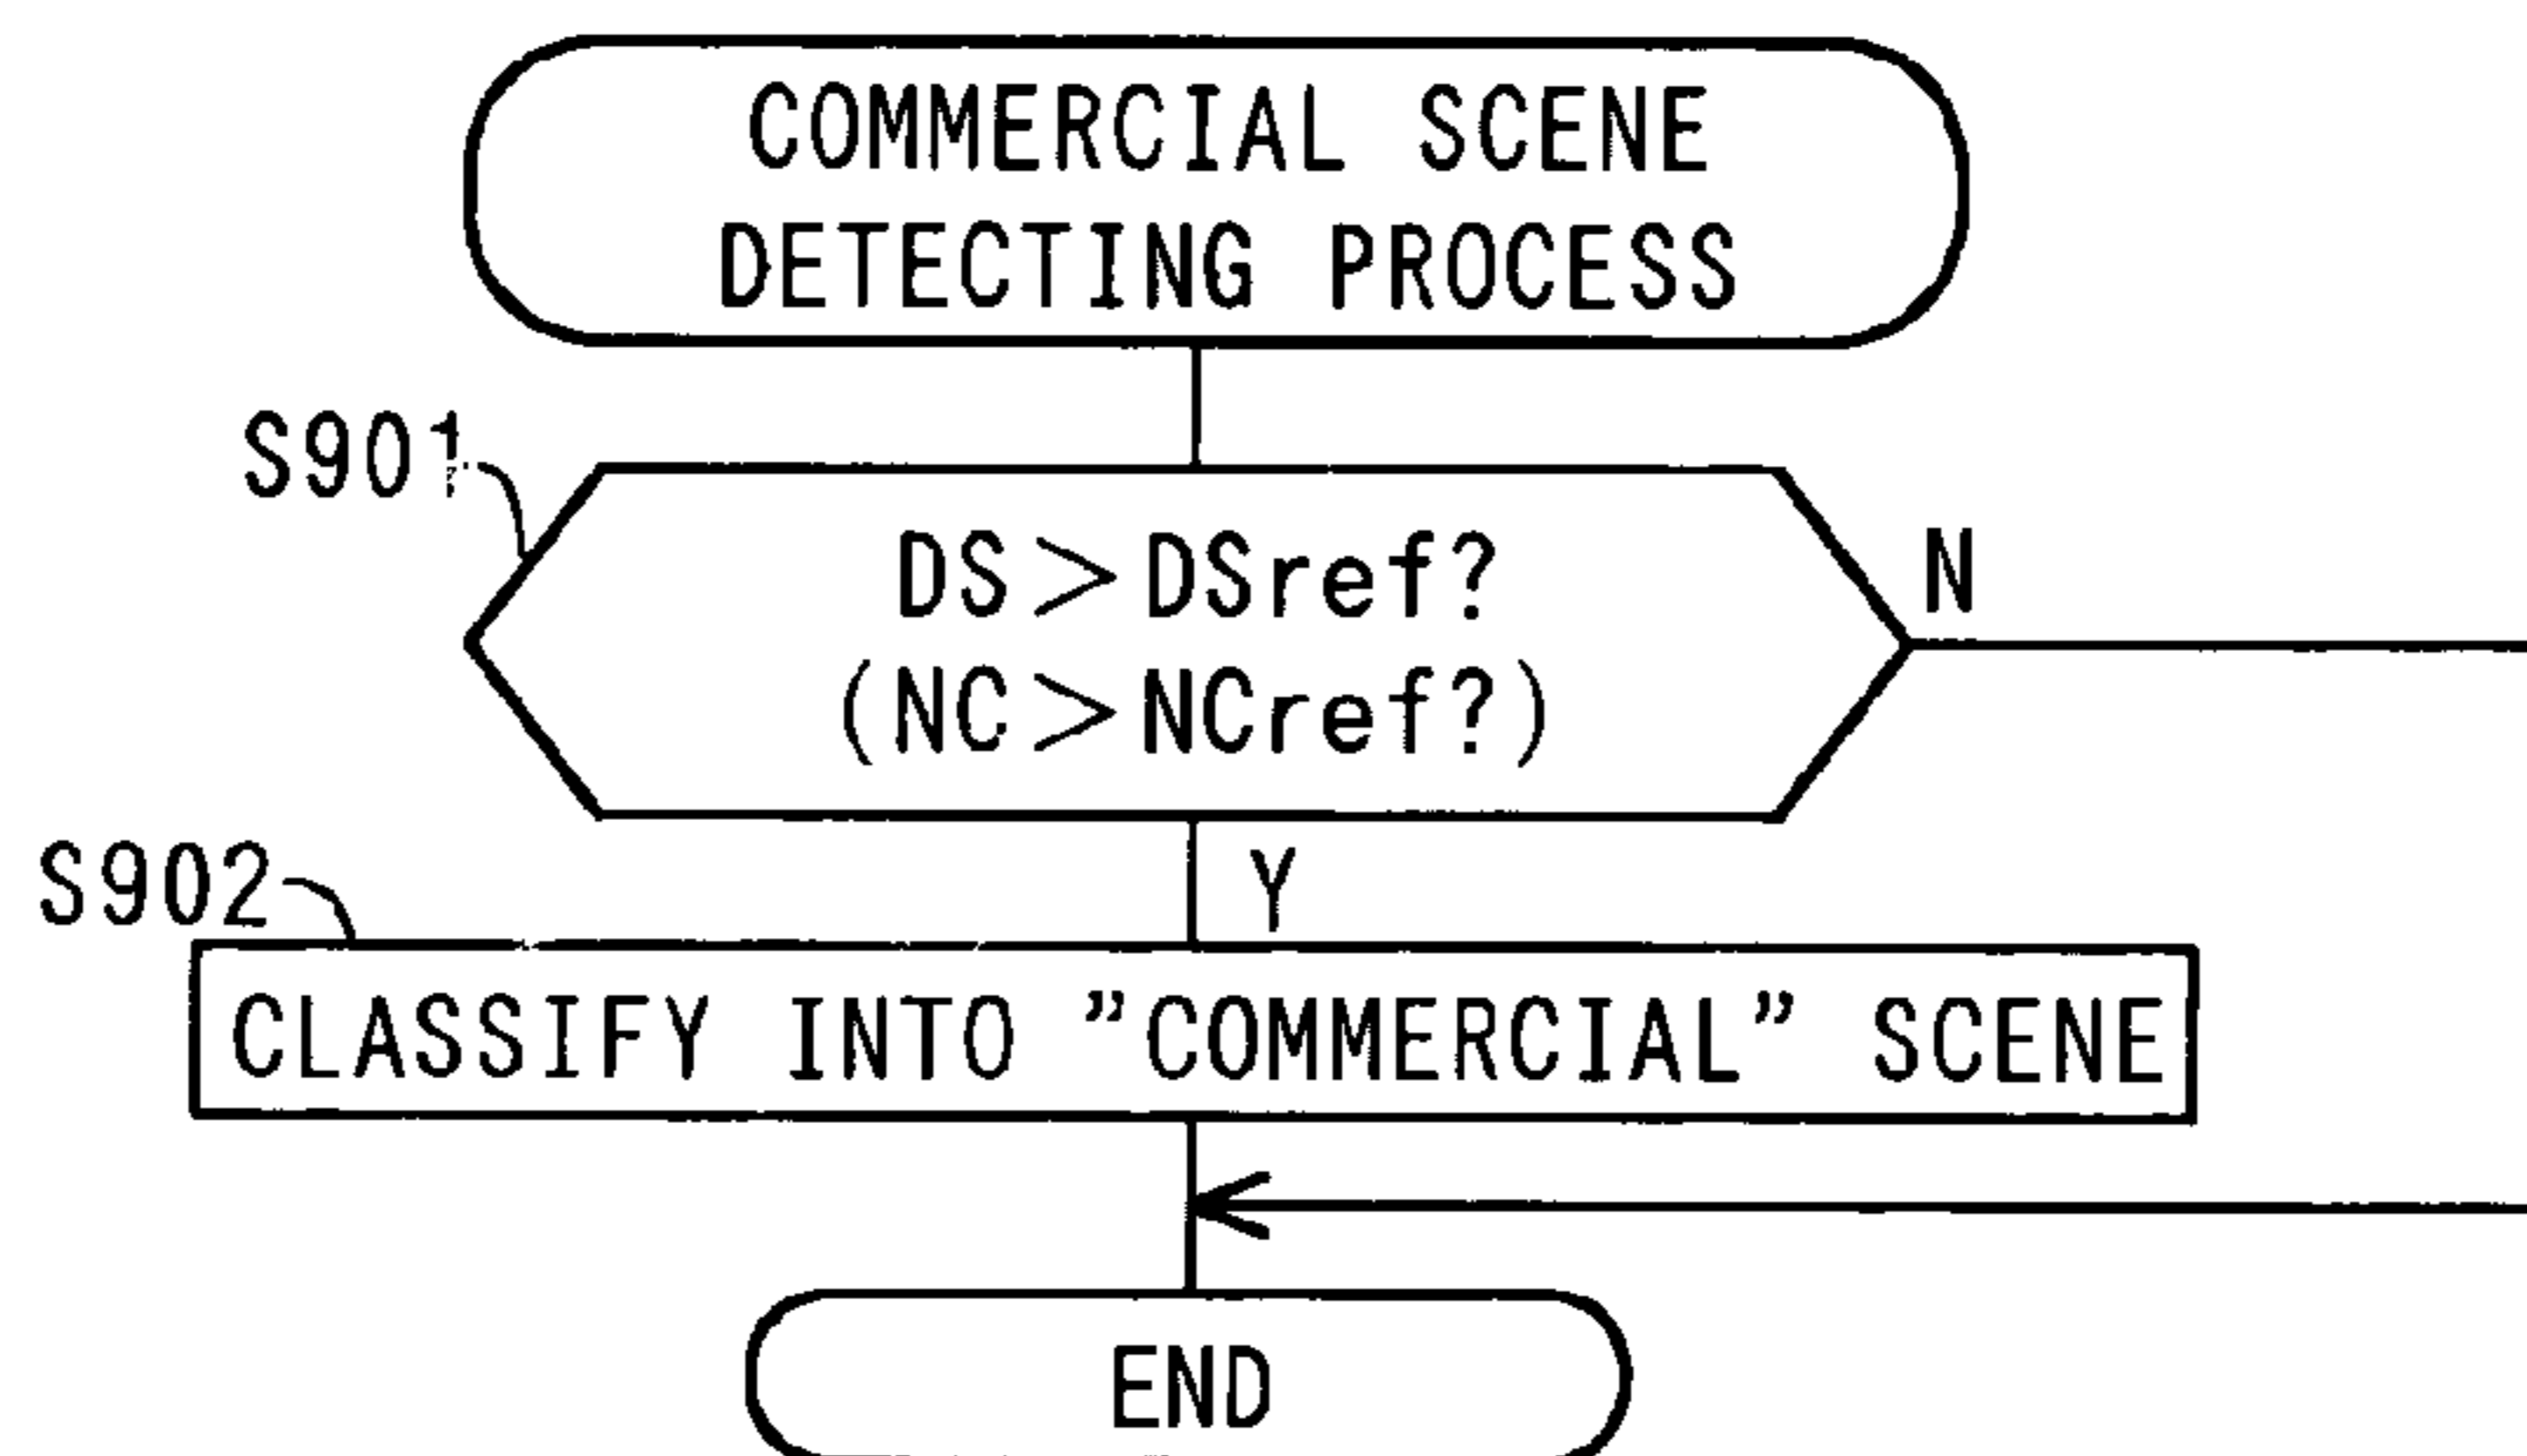 COMMERCIAL SCENE
DETECTING PROCESS
S901
DS>DSref?
(NC>NCref?)
N
S902
Y
CLASSIFY INTO ”COMMERCIAL” SCENE
END